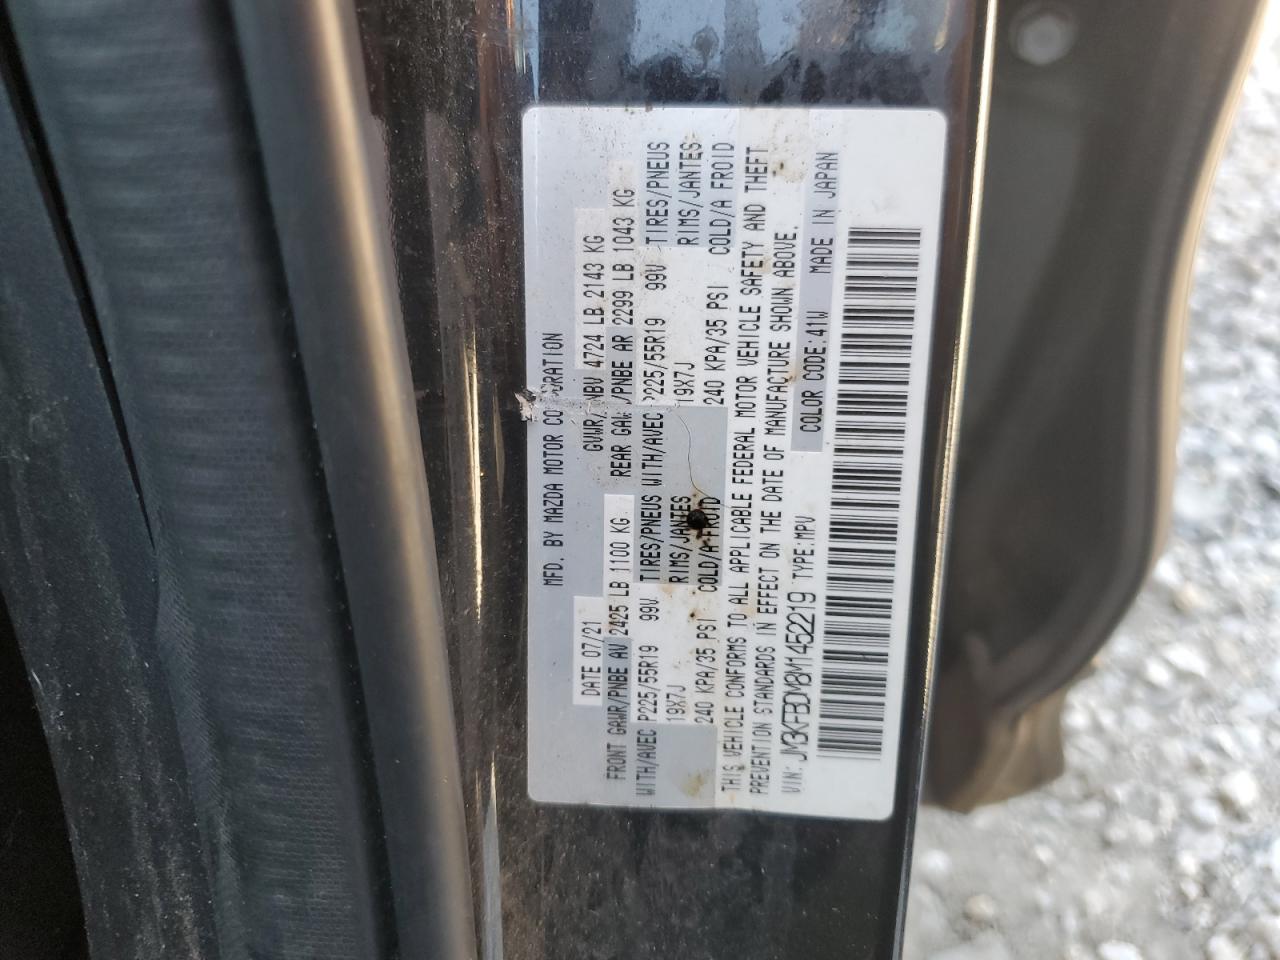 MFD. BY MAZDA MOTOR CORPORATION
DATE 07/21 GVWR/PNBV 4724 LB 2143 KG
FRONT GAWR/PNBE AV 2425 LB 1100 KG REAR GAWR/PNBE AR 2299 LB 1043 KG
WITH/AVEC P225/55R19 99V TIRES/PNEUS WITH/AVEC P225/55R19 99V TIRES/PNEUS
19X7J RIMS/JANTES 19X7J RIMS/JANTES
240 KPA/35 PSI COLD/A FROID 240 KPA/35 PSI COLD/A FROID
THIS VEHICLE CONFORMS TO ALL APPLICABLE FEDERAL MOTOR VEHICLE SAFETY AND THEFT
PREVENTION STANDARDS IN EFFECT ON THE DATE OF MANUFACTURE SHOWN ABOVE.
VIN: JM3KFBDM8M1452219 TYPE:MPV COLOR CODE:41W MADE IN JAPAN